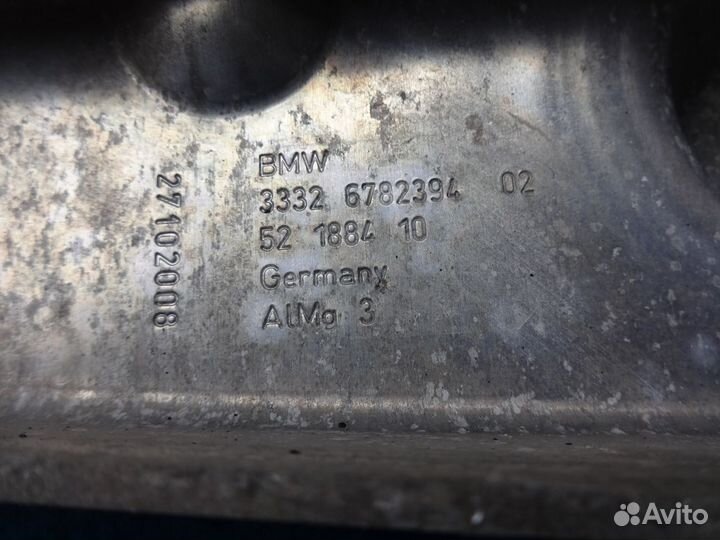 BMW
3332 6782394 02
52 1884 10
Germany
AlMg 3
27102008
Avito